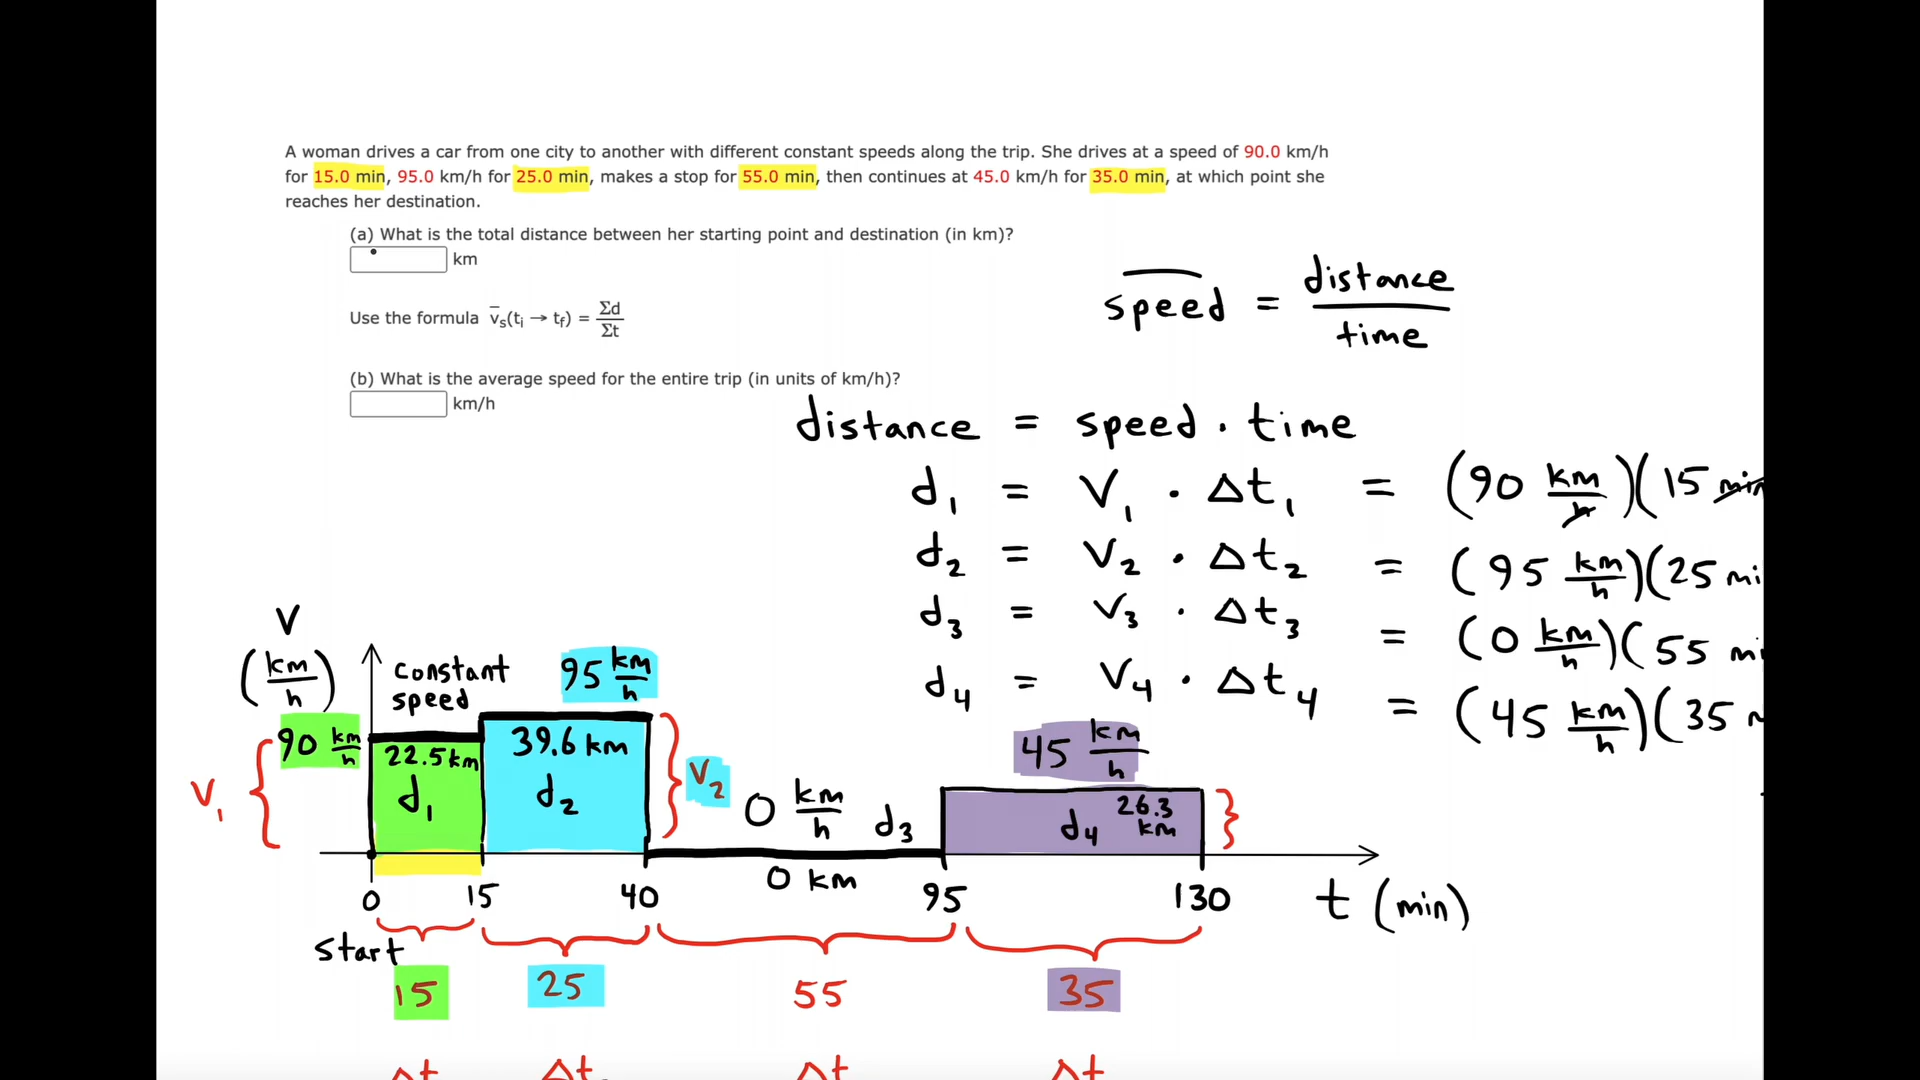 A woman drives a car from one city to another with different constant speeds along the trip. She drives at a speed of 90.0 km/h
for 15.0 min, 95.0 km/h for 25.0 min, makes a stop for 55.0 min, then continues at 45.0 km/h for 35.0 min, at which point she
reaches her destination.
(a) What is the total distance between her starting point and destination (in km)?
km
Use the formula v̄s(ti → tf) = Σd/Σt
(b) What is the average speed for the entire trip (in units of km/h)?
km/h
speed = distance/time
distance = speed · time
d1 = V1 · Δt1 = (90 km/h)(15 min
d2 = V2 · Δt2 = (95 km/h)(25 mi
d3 = V3 · Δt3 = (0 km/h)(55 mi
d4 = V4 · Δt4 = (45 km/h)(35
V
(km/h)
constant
speed
95 km/h
90 km/h
22.5 km
39.6 km
45 km/h
V1
d1
d2
V2
0 km/h
d3
d4
26.3
km
0 km
0
15
40
95
130
t (min)
start
15
25
55
35
Δt
Δt
Δt
Δt